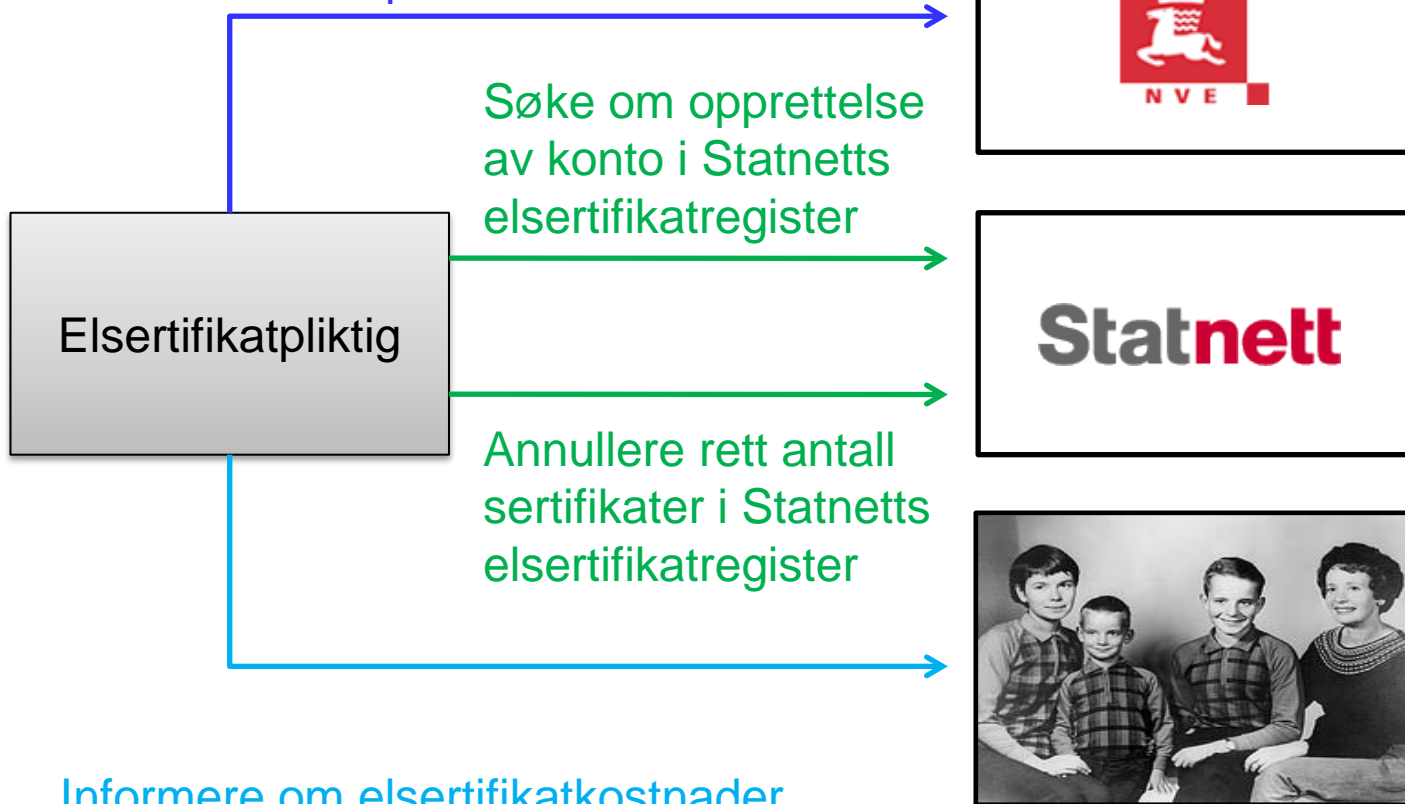 NVE
Søke om opprettelse
av konto i Statnetts
elsertifikatregister
Elsertifikatpliktig
Statnett
Annullere rett antall
sertifikater i Statnetts
elsertifikatregister
Informere om elsertifikatkostnader